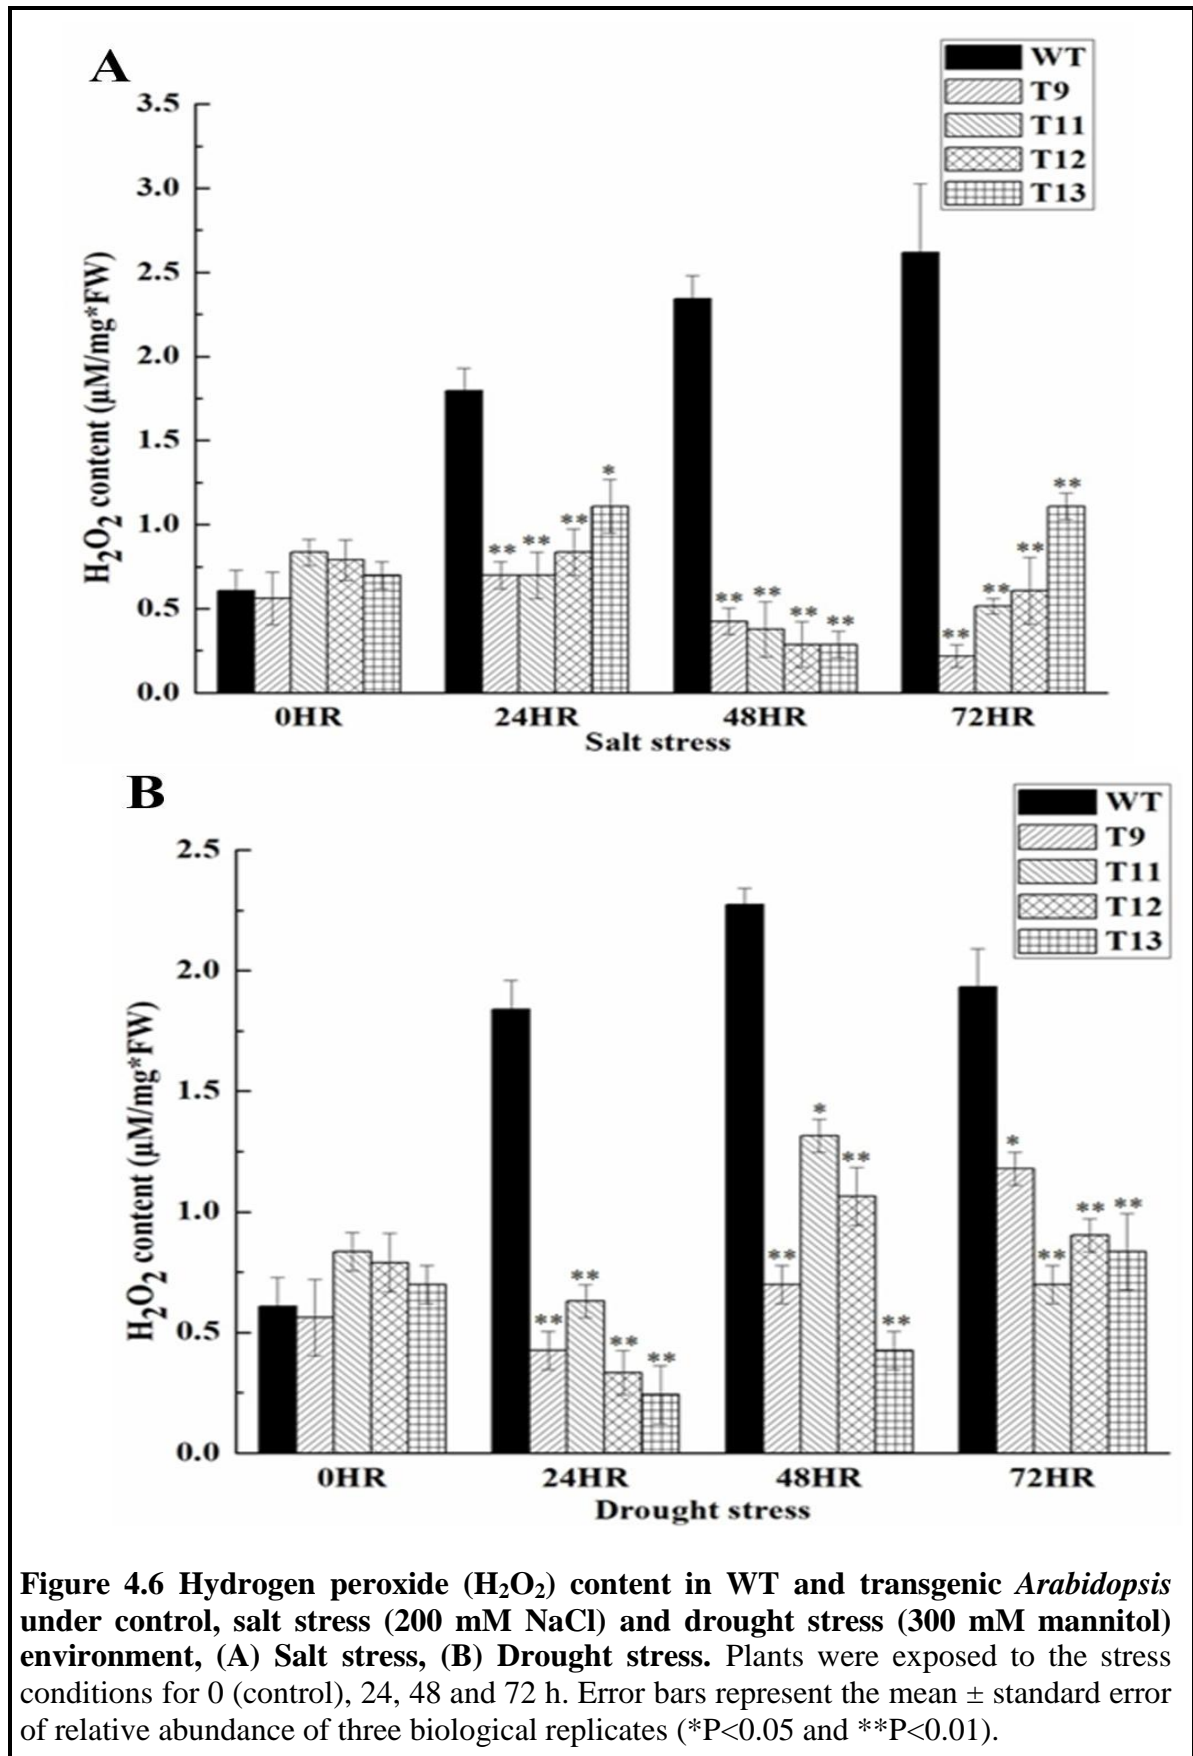 A
WT
T9
T11
T12
T13
3.5
3.0
2.5
2.0
1.5
1.0
0.5
0.0
H₂O₂ content (µM/mg*FW)
*
** ** **
** ** ** **
** ** ** **
0HR 24HR 48HR 72HR
Salt stress
B
WT
T9
T11
T12
T13
2.5
2.0
1.5
1.0
0.5
0.0
H₂O₂ content (µM/mg*FW)
** ** ** **
** * ** **
* ** ** **
0HR 24HR 48HR 72HR
Drought stress
Figure 4.6 Hydrogen peroxide (H₂O₂) content in WT and transgenic Arabidopsis
under control, salt stress (200 mM NaCl) and drought stress (300 mM mannitol)
environment, (A) Salt stress, (B) Drought stress. Plants were exposed to the stress
conditions for 0 (control), 24, 48 and 72 h. Error bars represent the mean ± standard error
of relative abundance of three biological replicates (*P<0.05 and **P<0.01).